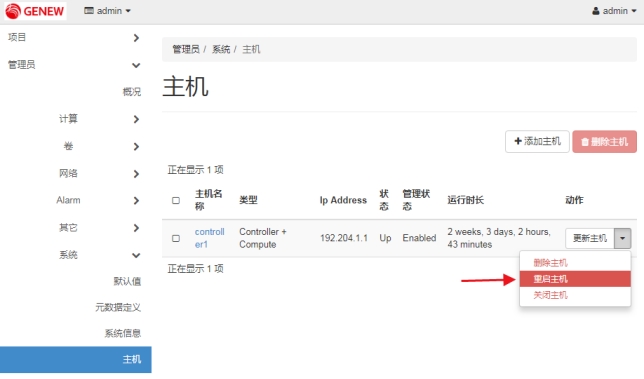 GENEW admin admin
项目
管理员
概况
计算
卷
网络
Alarm
其它
系统
默认值
元数据定义
系统信息
主机
管理员 / 系统 / 主机
主机
添加主机 删除主机
正在显示 1 项
主机名称 类型 Ip Address 状态 管理状态 运行时长 动作
controller1 Controller + Compute 192.204.1.1 Up Enabled 2 weeks, 3 days, 2 hours, 43 minutes 更新主机
正在显示 1 项
删除主机
重启主机
关闭主机